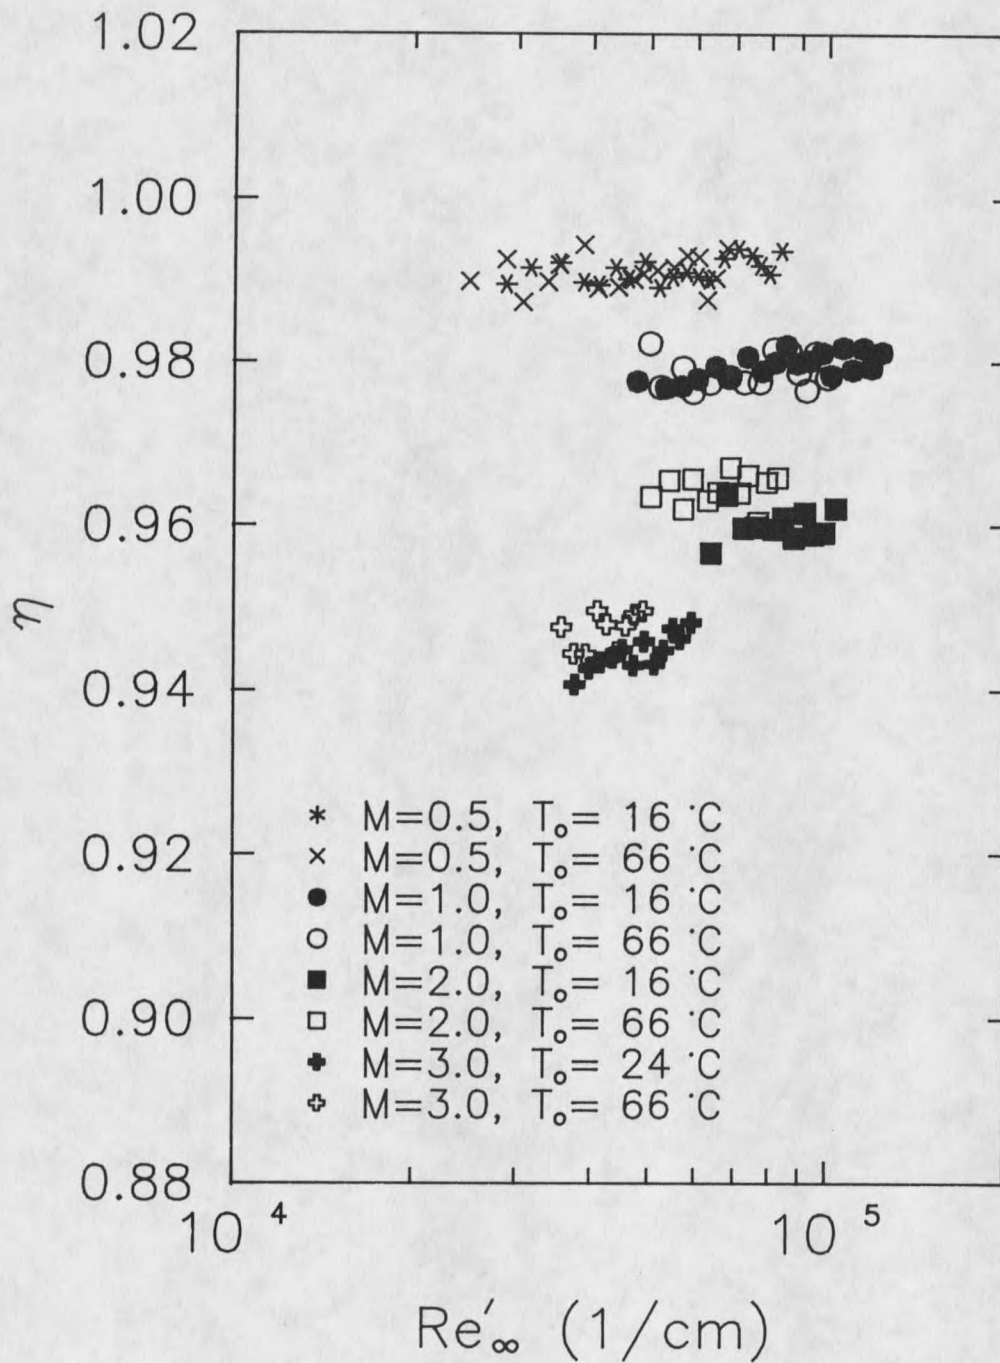 1.02
1.00
0.98
0.96
0.94
0.92
0.90
0.88
η
* M=0.5, T₀= 16 °C
× M=0.5, T₀= 66 °C
● M=1.0, T₀= 16 °C
○ M=1.0, T₀= 66 °C
■ M=2.0, T₀= 16 °C
□ M=2.0, T₀= 66 °C
✚ M=3.0, T₀= 24 °C
✙ M=3.0, T₀= 66 °C
10⁴ 10⁵
Re′∞ (1/cm)